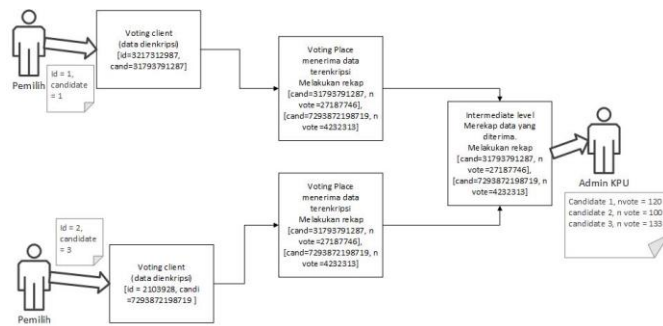 Voting client
(data dienkripsi)
[id=3217312987,
cand=31793791287]
Pemilih
Id = 1,
candidate
= 1
Voting Place
menerima data
terenkripsi
Melakukan rekap
[cand=31793791287, n
vote=27187746],
[cand=7293872198719, n
vote=4232313]
Intermediate level
Merekap data yang
diterima.
Melakukan rekap
[cand=31793791287, n
vote=27187746],
[cand=7293872198719, n
vote=4232313]
Admin KPU
Candidate 1, nvote = 120
candidate 2, n vote = 100
candidate 3, n vote = 133
Voting Place
menerima data
terenkripsi
Melakukan rekap
[cand=31793791287, n
vote=27187746],
[cand=7293872198719, n
vote=4232313]
Id = 2,
candidate
= 3
Voting client
(data dienkripsi)
[id = 2103928, candi
=7293872198719 ]
Pemilih